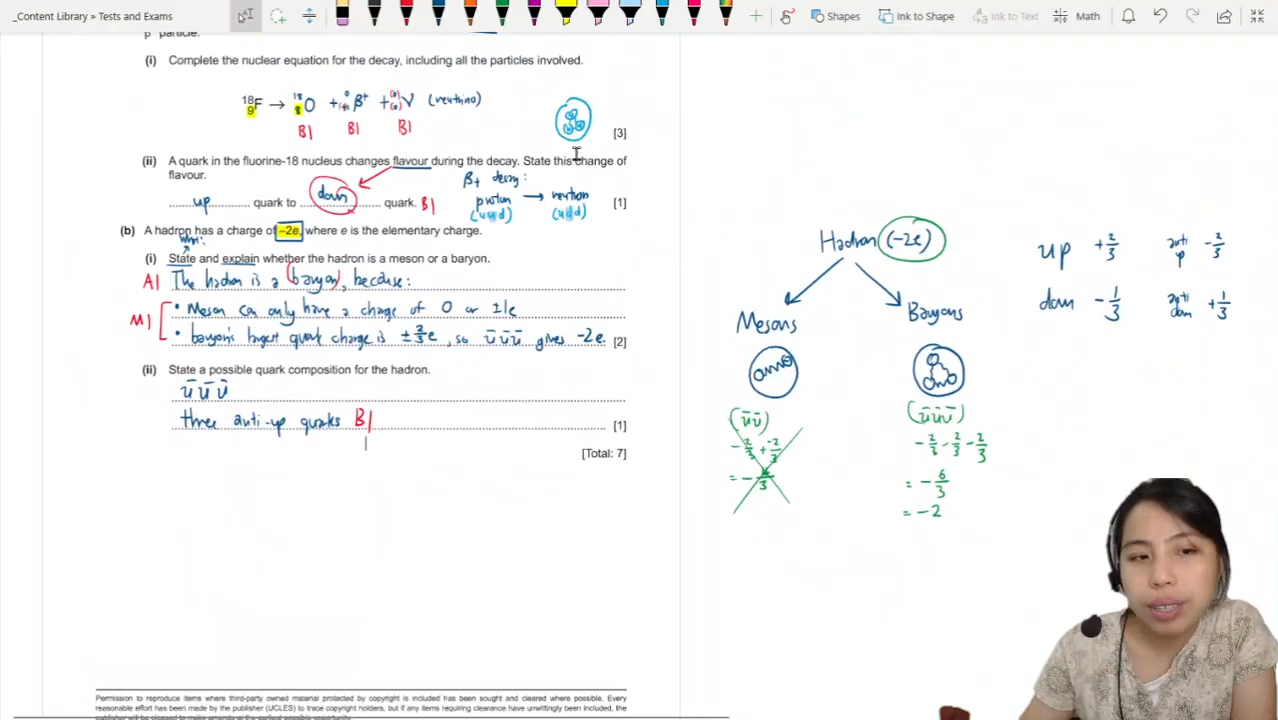 _Content Library » Tests and Exams
Shapes
Ink to Shape
Ink to Text
Math
β⁺ particle.
(i) Complete the nuclear equation for the decay, including all the particles involved.
¹⁸₉F → ¹⁸₈O + ⁰₍₊₁₎β⁺ + ⁽⁰⁾₍₀₎ν (neutrino)
B1 B1 B1
[3]
(ii) A quark in the fluorine-18 nucleus changes flavour during the decay. State this change of
flavour.
β+ decay:
proton → neutron
(uud) (udd)
up quark to down quark. B1
[1]
(b) A hadron has a charge of –2e, where e is the elementary charge.
(i) State and explain whether the hadron is a meson or a baryon.
A1 The hadron is a (baryon), because:
M1
• Meson can only have a charge of 0 or ±1e
• baryon's largest quark charge is ±2/3 e, so u̅ u̅ u̅ gives -2e. [2]
(ii) State a possible quark composition for the hadron.
u̅ u̅ u̅
three anti-up quarks B1
[1]
[Total: 7]
Hadron (-2e)
Mesons
Baryons
(u̅u̅)
-2/3 + -2/3
(u̅u̅u̅)
-2/3 -2/3 -2/3
= -6/3
= -2
up +2/3 anti up -2/3
down -1/3 anti down +1/3
Permission to reproduce items where third-party owned material protected by copyright is included has been sought and cleared where possible. Every
reasonable effort has been made by the publisher (UCLES) to trace copyright holders, but if any items requiring clearance have unwittingly been included, the